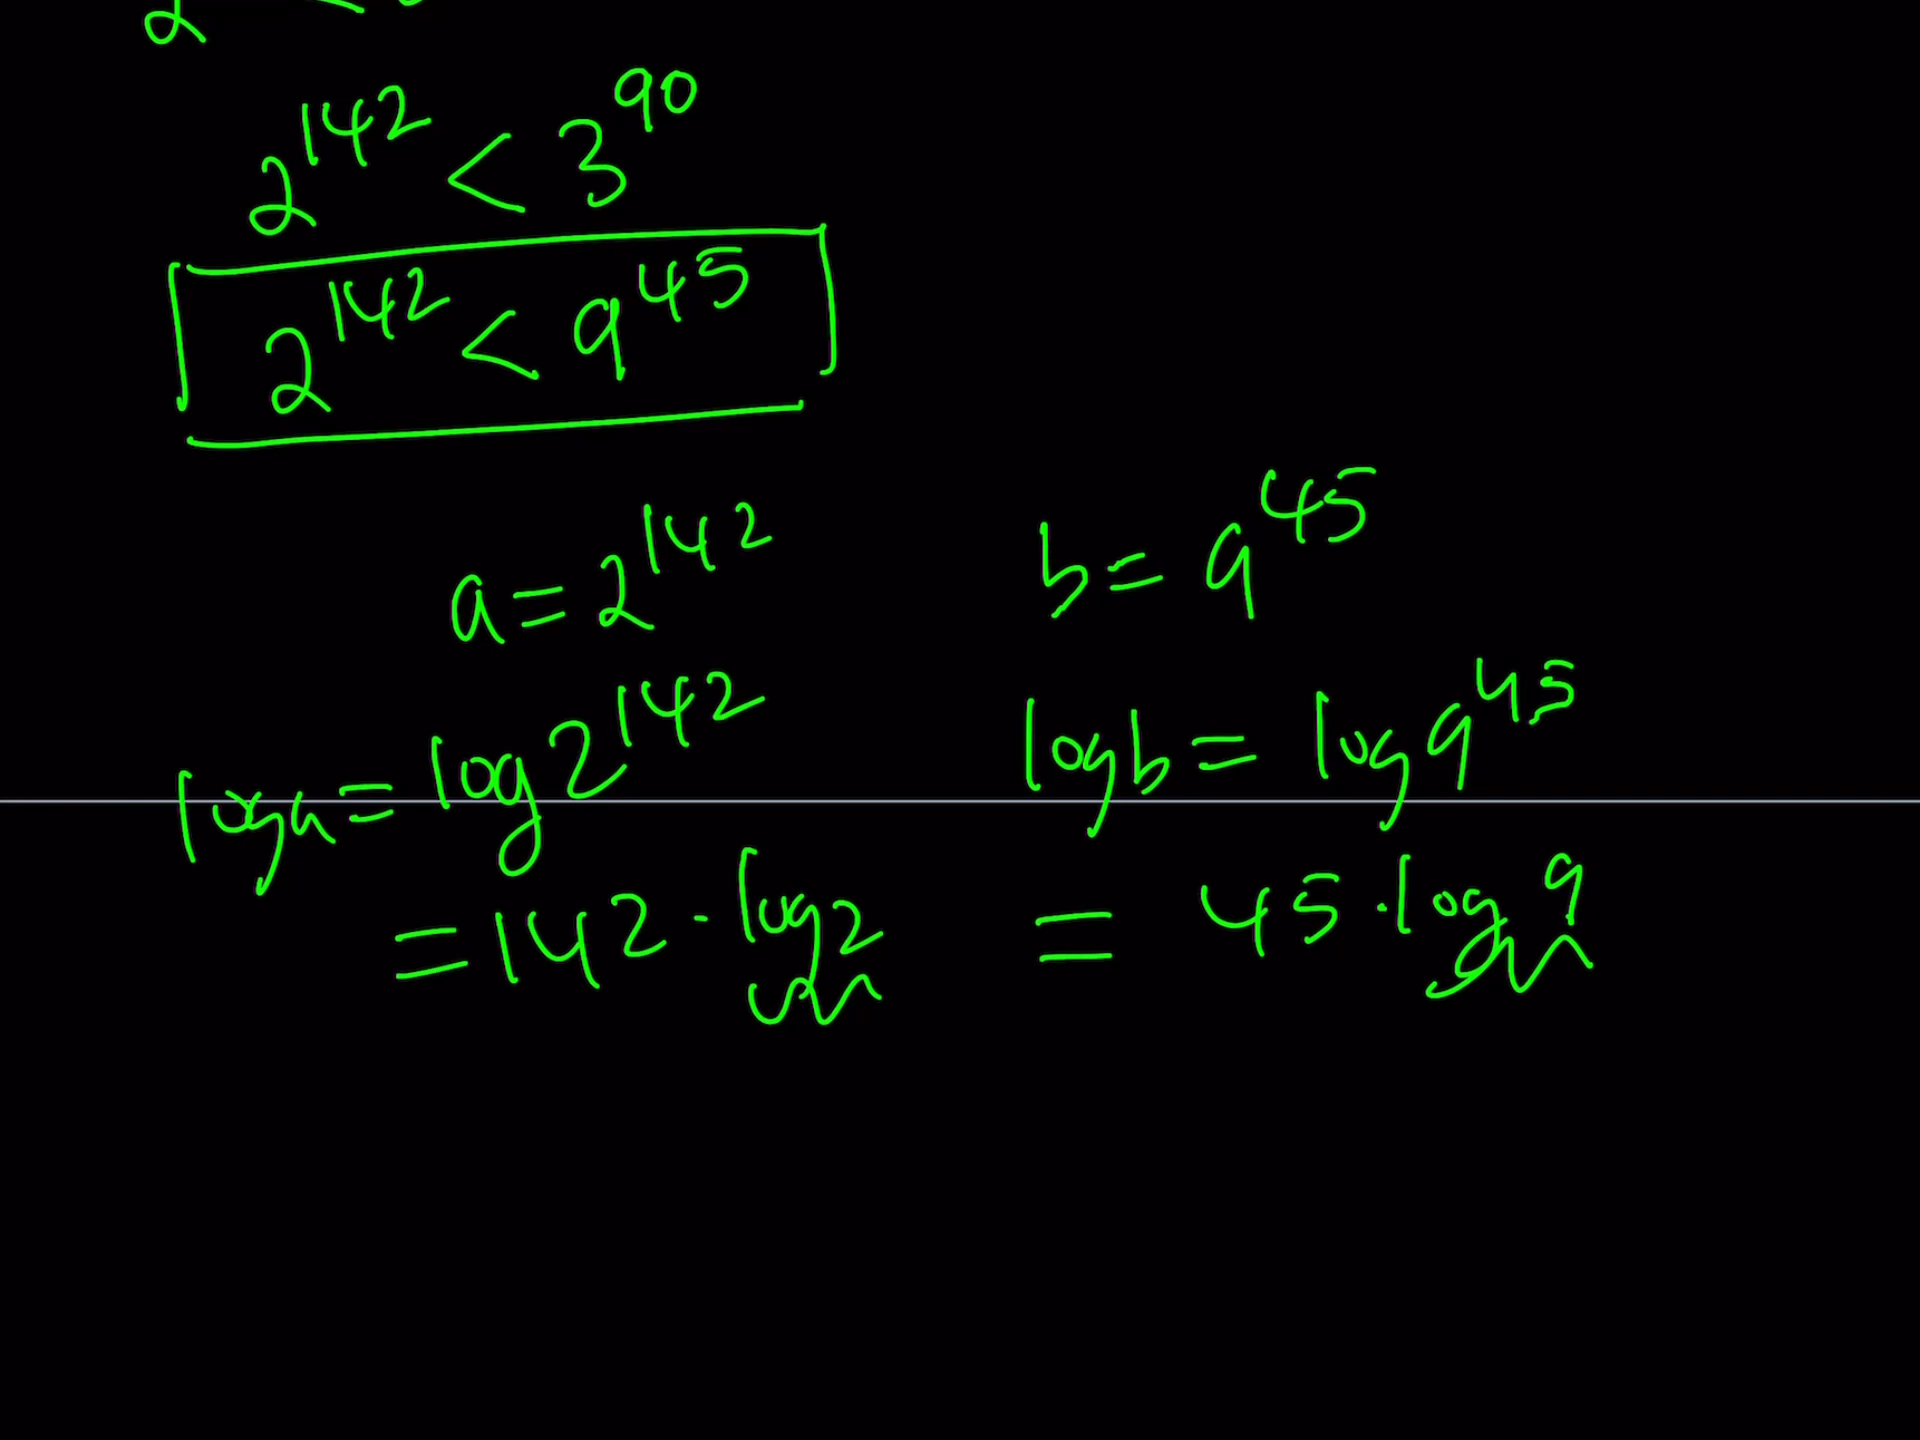 2^142 < 3^90
2^142 < 9^45
a = 2^142
b = 9^45
log a = log 2^142
log b = log 9^45
= 142 · log 2
= 45 · log 9